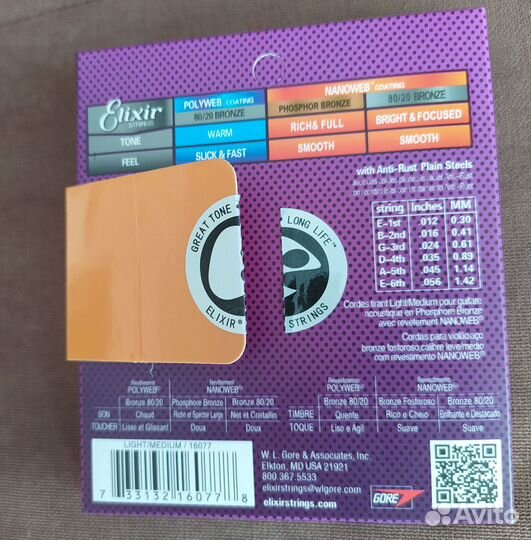 Elixir
STRINGS
TONE
FEEL
POLYWEB™ COATING
80/20 BRONZE
WARM
SLICK & FAST
NANOWEB™ COATING
PHOSPHOR BRONZE
80/20 BRONZE
RICH & FULL
BRIGHT & FOCUSED
SMOOTH
SMOOTH
with Anti-Rust Plain Steels
string Inches MM
E–1st .012 0.30
B–2nd .016 0.41
G–3rd .024 0.61
D–4th .035 0.89
A–5th .045 1.14
E–6th .056 1.42
GREAT TONE
LONG LIFE™
ELIXIR®
STRINGS
Cordes tirant Light/Medium pour guitare
acoustique en Phosphore Bronze
avec revêtement NANOWEB®
Cordas para violão aço
bronze fosforoso, calibre leve/médio
com revestimento NANOWEB®
Revêtement
POLYWEB®
Revêtement
NANOWEB®
Bronze 80/20
Phosphore Bronze
Bronze 80/20
SON Chaud Riche et Spectre Large Net et Cristallin
TOUCHER Lisse et Glissant Doux Doux
Revestimento
POLYWEB®
Revestimento
NANOWEB®
Bronze 80/20
Bronze Fosforoso
Bronze 80/20
TIMBRE Quente Rico e Cheio Brilhante e Destacado
TOQUE Liso e Ágil Suave Suave
LIGHT/MEDIUM / 16077
7 33132 16077 8
W. L. Gore & Associates, Inc.
Elkton, MD USA 21921
800.367.5533
elixirstrings@wlgore.com
elixirstrings.com
GORE
Avito